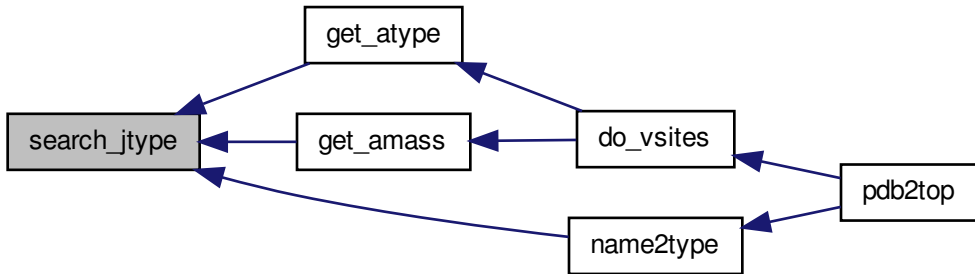 get_atype
search_jtype
get_amass
do_vsites
pdb2top
name2type